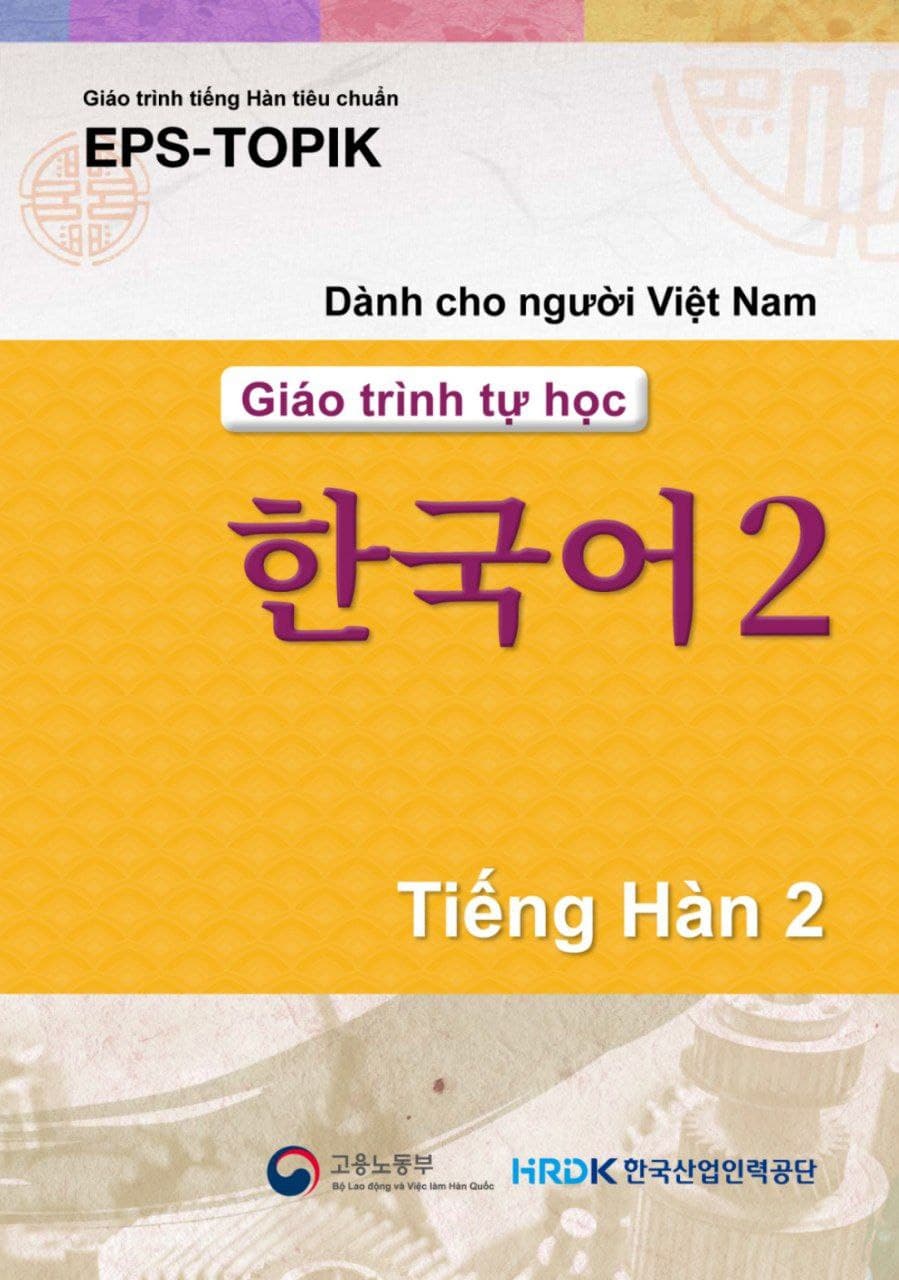 Giáo trình tiếng Hàn tiêu chuẩn
EPS-TOPIK
Dành cho người Việt Nam
Giáo trình tự học
한국어2
Tiếng Hàn 2
고용노동부
Bộ Lao động và Việc làm Hàn Quốc
HRDK 한국산업인력공단